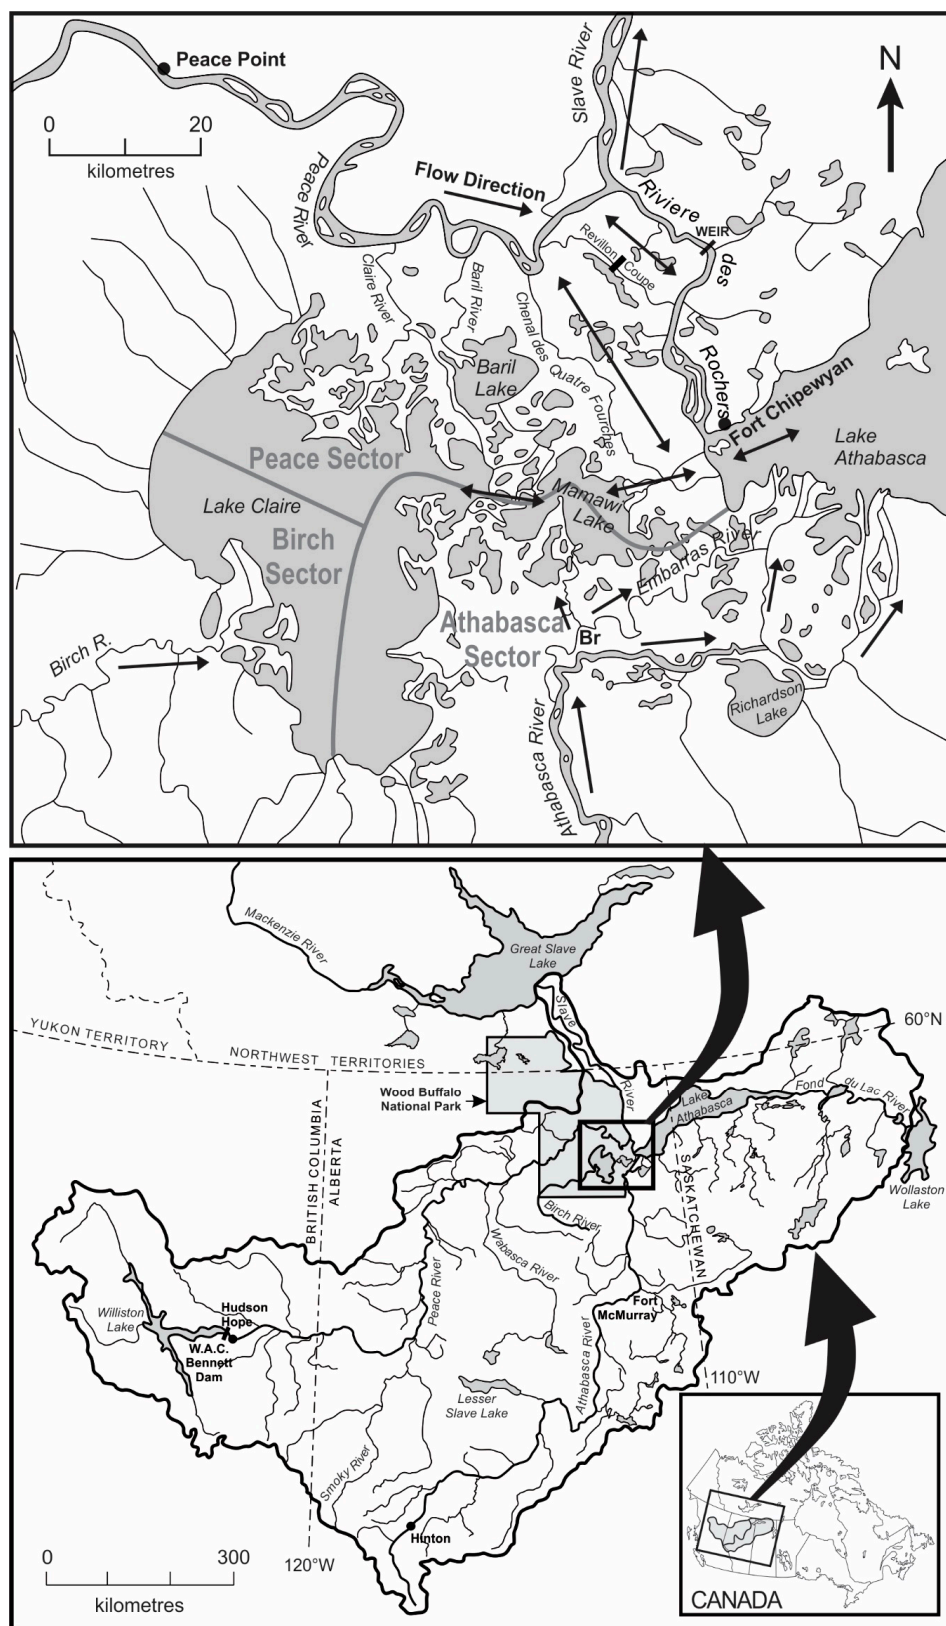 Peace Point
Slave River
N
0 20
kilometres
Peace River
Flow Direction
Riviere
des
Rochers
WEIR
Revillon
Coupe
Claire River
Baril River
Chenal des Quatre Fourches
Baril
Lake
Fort Chipewyan
Lake
Athabasca
Peace Sector
Lake Claire
Mamawi
Lake
Birch
Sector
Embarras River
Athabasca
Sector
Br
Birch R.
Richardson
Lake
Athabasca River
Mackenzie River
Great Slave
Lake
Slave
River
60°N
YUKON TERRITORY
NORTHWEST TERRITORIES
Wood Buffalo
National Park
Lake
Athabasca
Fond
du Lac River
BRITISH COLUMBIA
ALBERTA
SASKATCHEWAN
Wollaston
Lake
Birch River
Wabasca River
Peace River
Williston
Lake
Hudson
Hope
W.A.C.
Bennett
Dam
Fort
McMurray
Athabasca River
110°W
Lesser
Slave Lake
Smoky River
Hinton
0 300
kilometres
120°W
CANADA